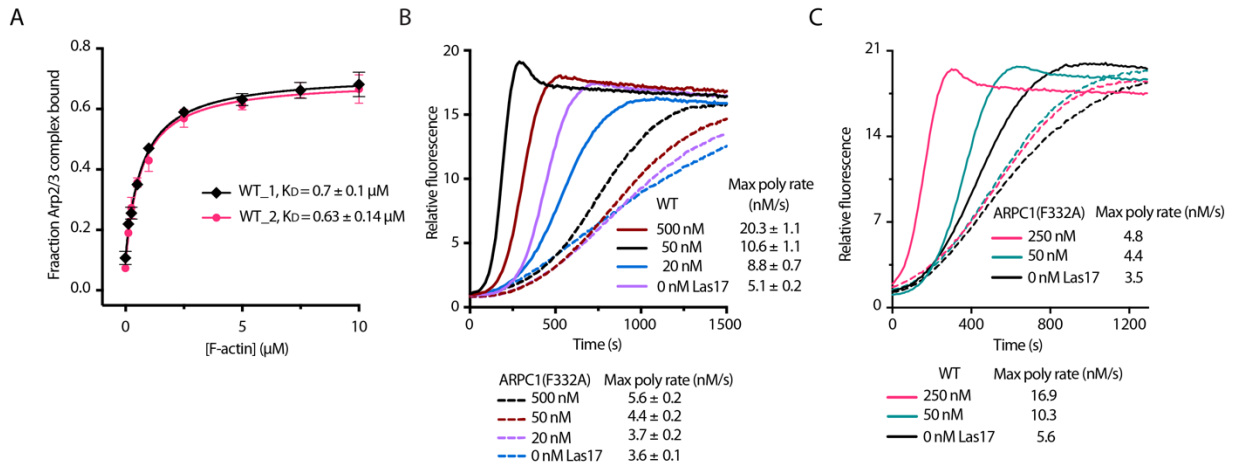 A
Fraaction Arp2/3 complex bound
0.8
0.6
0.4
0.2
0.0
0
5
10
[F-actin] (µM)
WT_1, KD = 0.7 ± 0.1 µM
WT_2, KD = 0.63 ± 0.14 µM
B
Relative fluorescence
20
15
10
5
0
0
500
1000
1500
Time (s)
WT Max poly rate (nM/s)
500 nM 20.3 ± 1.1
50 nM 10.6 ± 1.1
20 nM 8.8 ± 0.7
0 nM Las17 5.1 ± 0.2
ARPC1(F332A) Max poly rate (nM/s)
500 nM 5.6 ± 0.2
50 nM 4.4 ± 0.2
20 nM 3.7 ± 0.2
0 nM Las17 3.6 ± 0.1
C
Relative fluorescence
21
14
7
0
0
400
800
1200
Time (s)
ARPC1(F332A) Max poly rate (nM/s)
250 nM 4.8
50 nM 4.4
0 nM Las17 3.5
WT Max poly rate (nM/s)
250 nM 16.9
50 nM 10.3
0 nM Las17 5.6